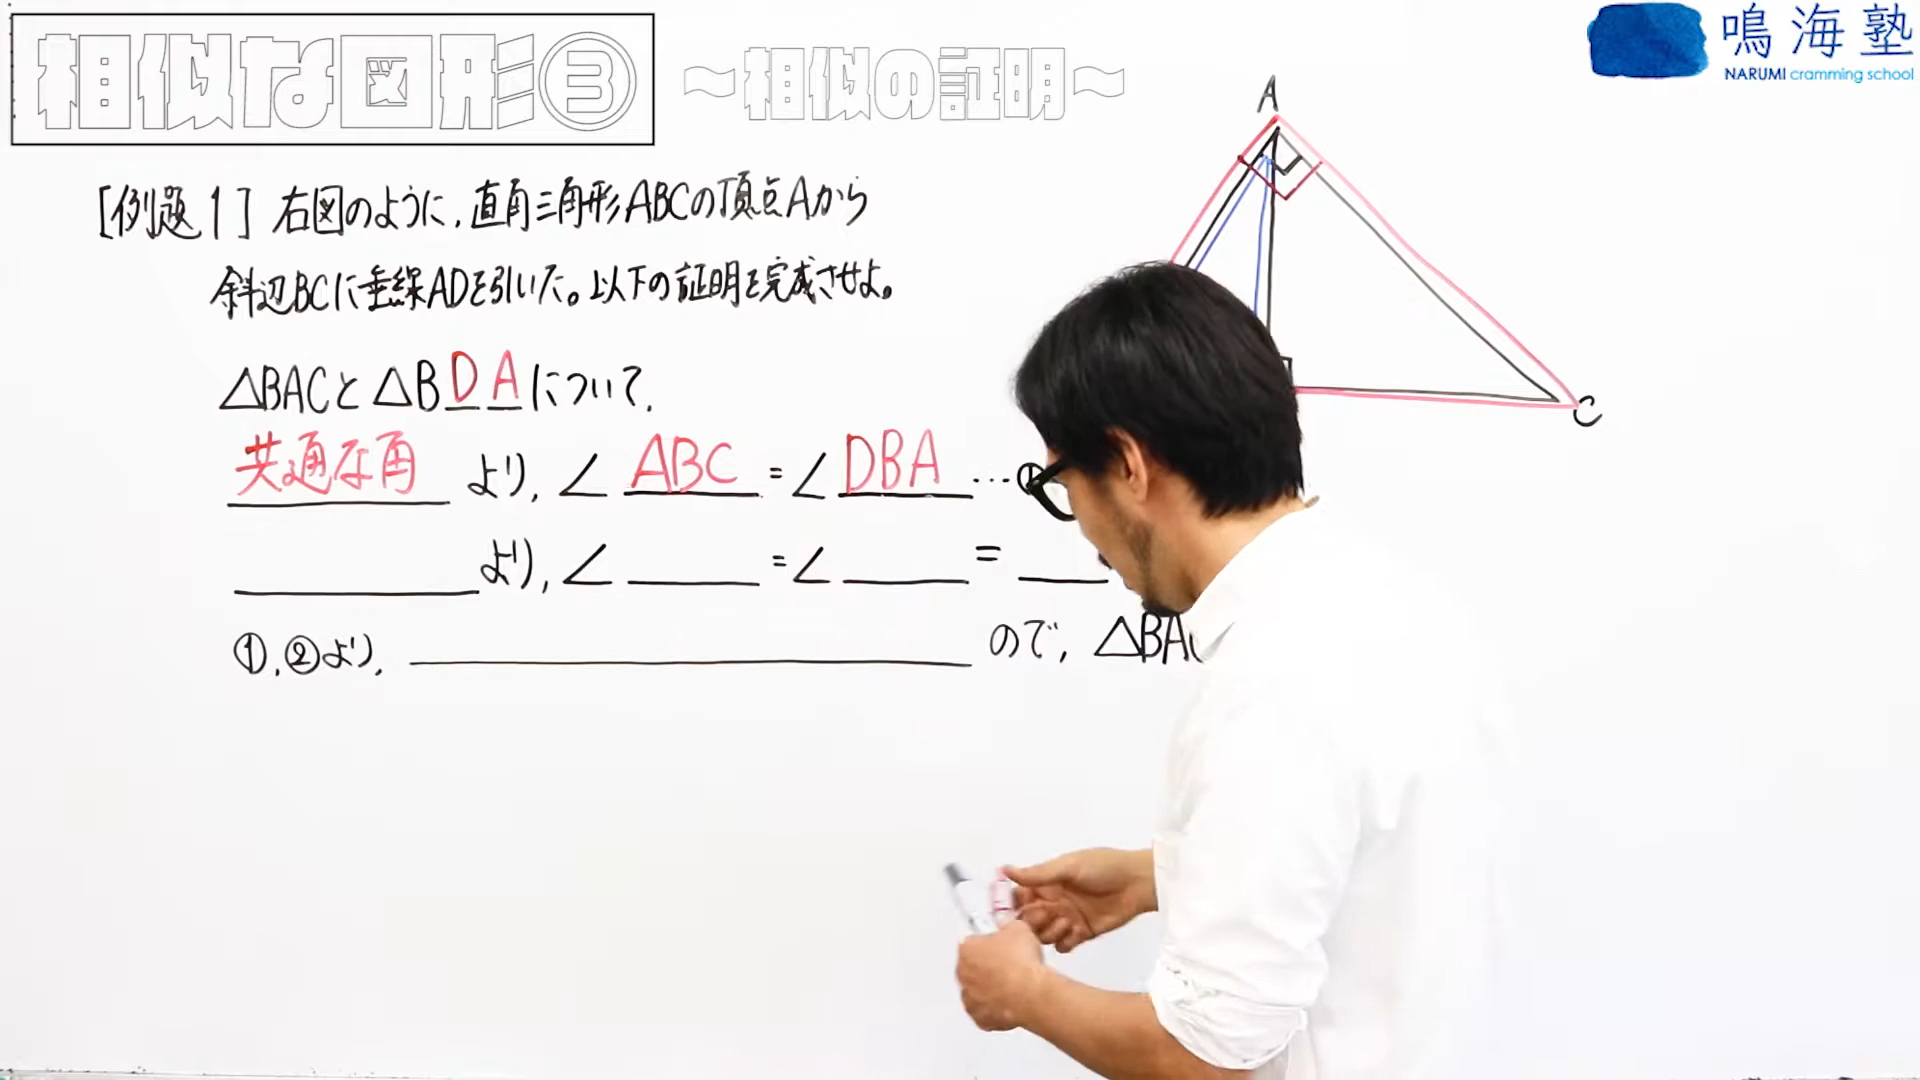 相似な図形③ ~相似の証明~
鳴海塾
NARUMI cramming school
[例題1] 右図のように、直角三角形ABCの頂点Aから
斜辺BCに垂線ADを引いた。以下の証明を完成させよ。
△BACと△BDAについて、
共通な角より、∠ABC=∠DBA…①
より、∠=∠=
①、②より、ので、△BAC
A
C